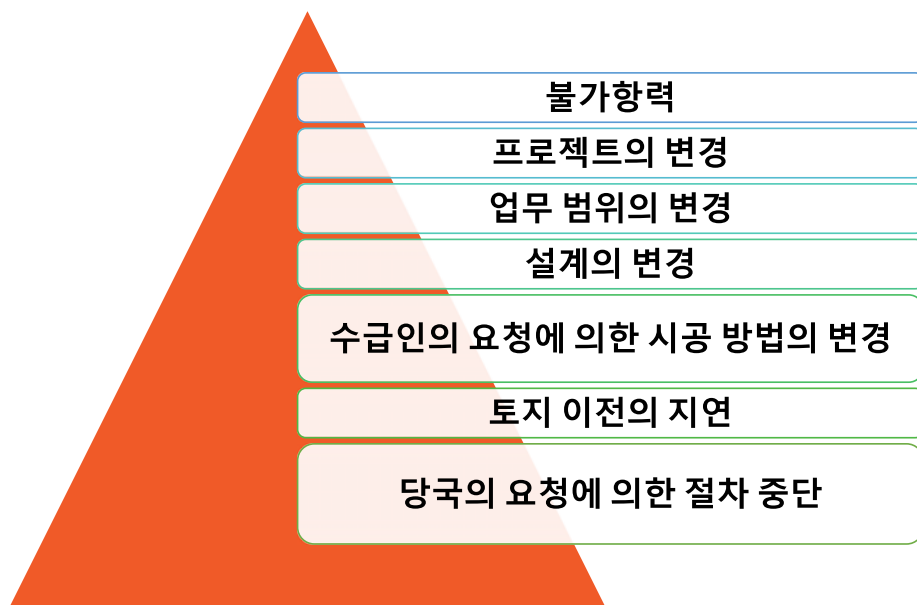 불가항력
프로젝트의 변경
업무 범위의 변경
설계의 변경
수급인의 요청에 의한 시공 방법의 변경
토지 이전의 지연
당국의 요청에 의한 절차 중단